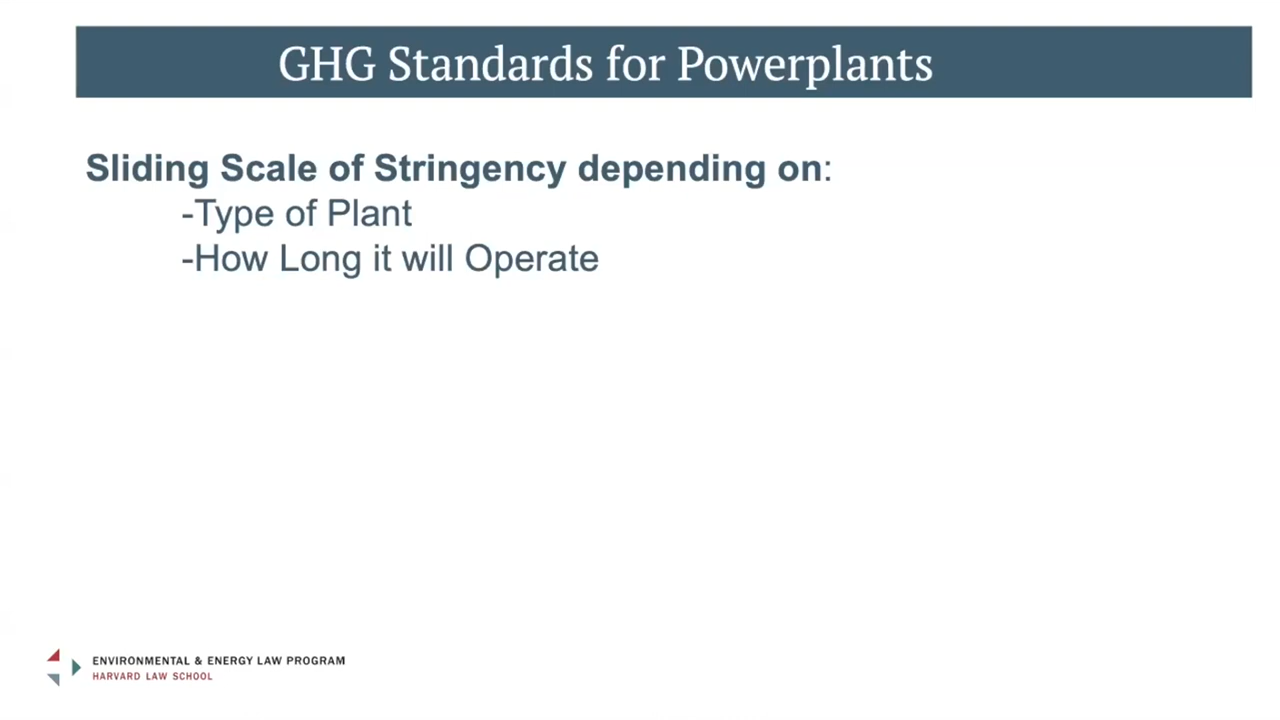 GHG Standards for Powerplants
Sliding Scale of Stringency depending on:
-Type of Plant
-How Long it will Operate
ENVIRONMENTAL & ENERGY LAW PROGRAM
HARVARD LAW SCHOOL